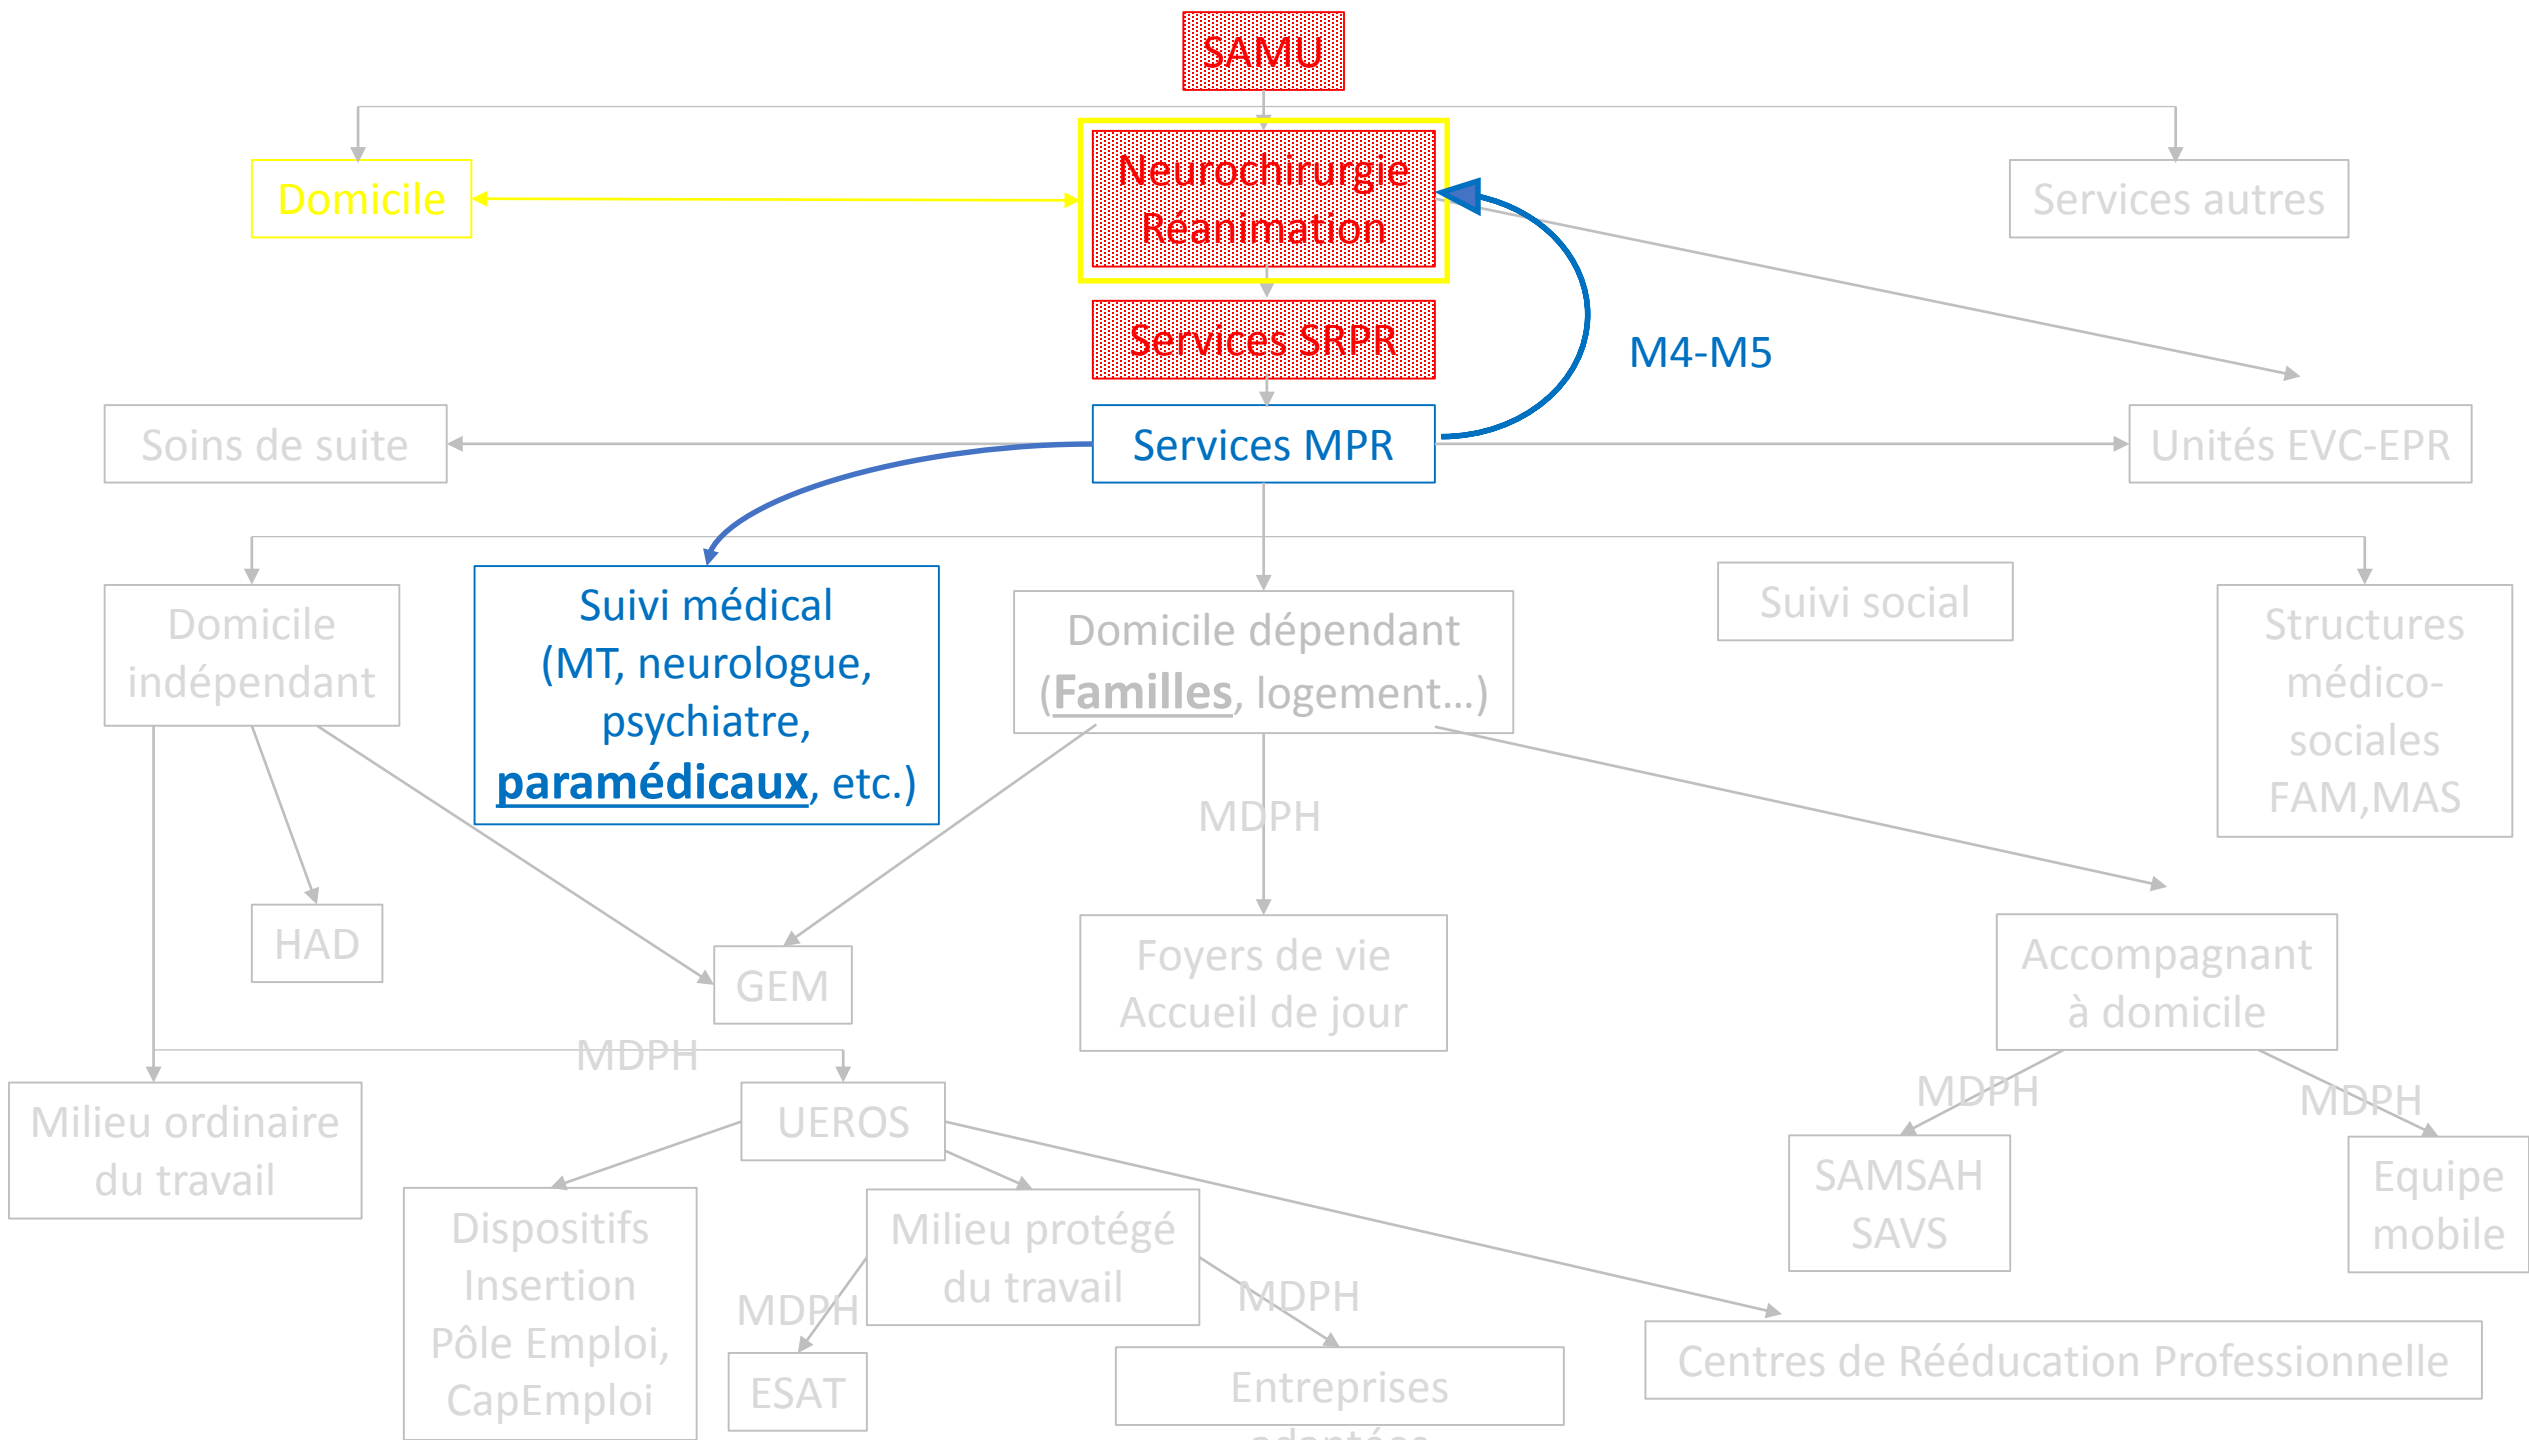 SAMU
Domicile
Neurochirurgie
Réanimation
Services autres
Services SRPR
M4-M5
Soins de suite
Services MPR
Unités EVC-EPR
Domicile
indépendant
Suivi médical
(MT, neurologue,
psychiatre,
paramédicaux, etc.)
Domicile dépendant
(Familles, logement…)
Suivi social
Structures
médico-
sociales
FAM,MAS
MDPH
HAD
GEM
Foyers de vie
Accueil de jour
Accompagnant
à domicile
MDPH
Milieu ordinaire
du travail
UEROS
MDPH
MDPH
SAMSAH
SAVS
Equipe
mobile
Dispositifs
Insertion
Pôle Emploi,
CapEmploi
Milieu protégé
du travail
MDPH
MDPH
ESAT
Entreprises
adaptées
Centres de Rééducation Professionnelle